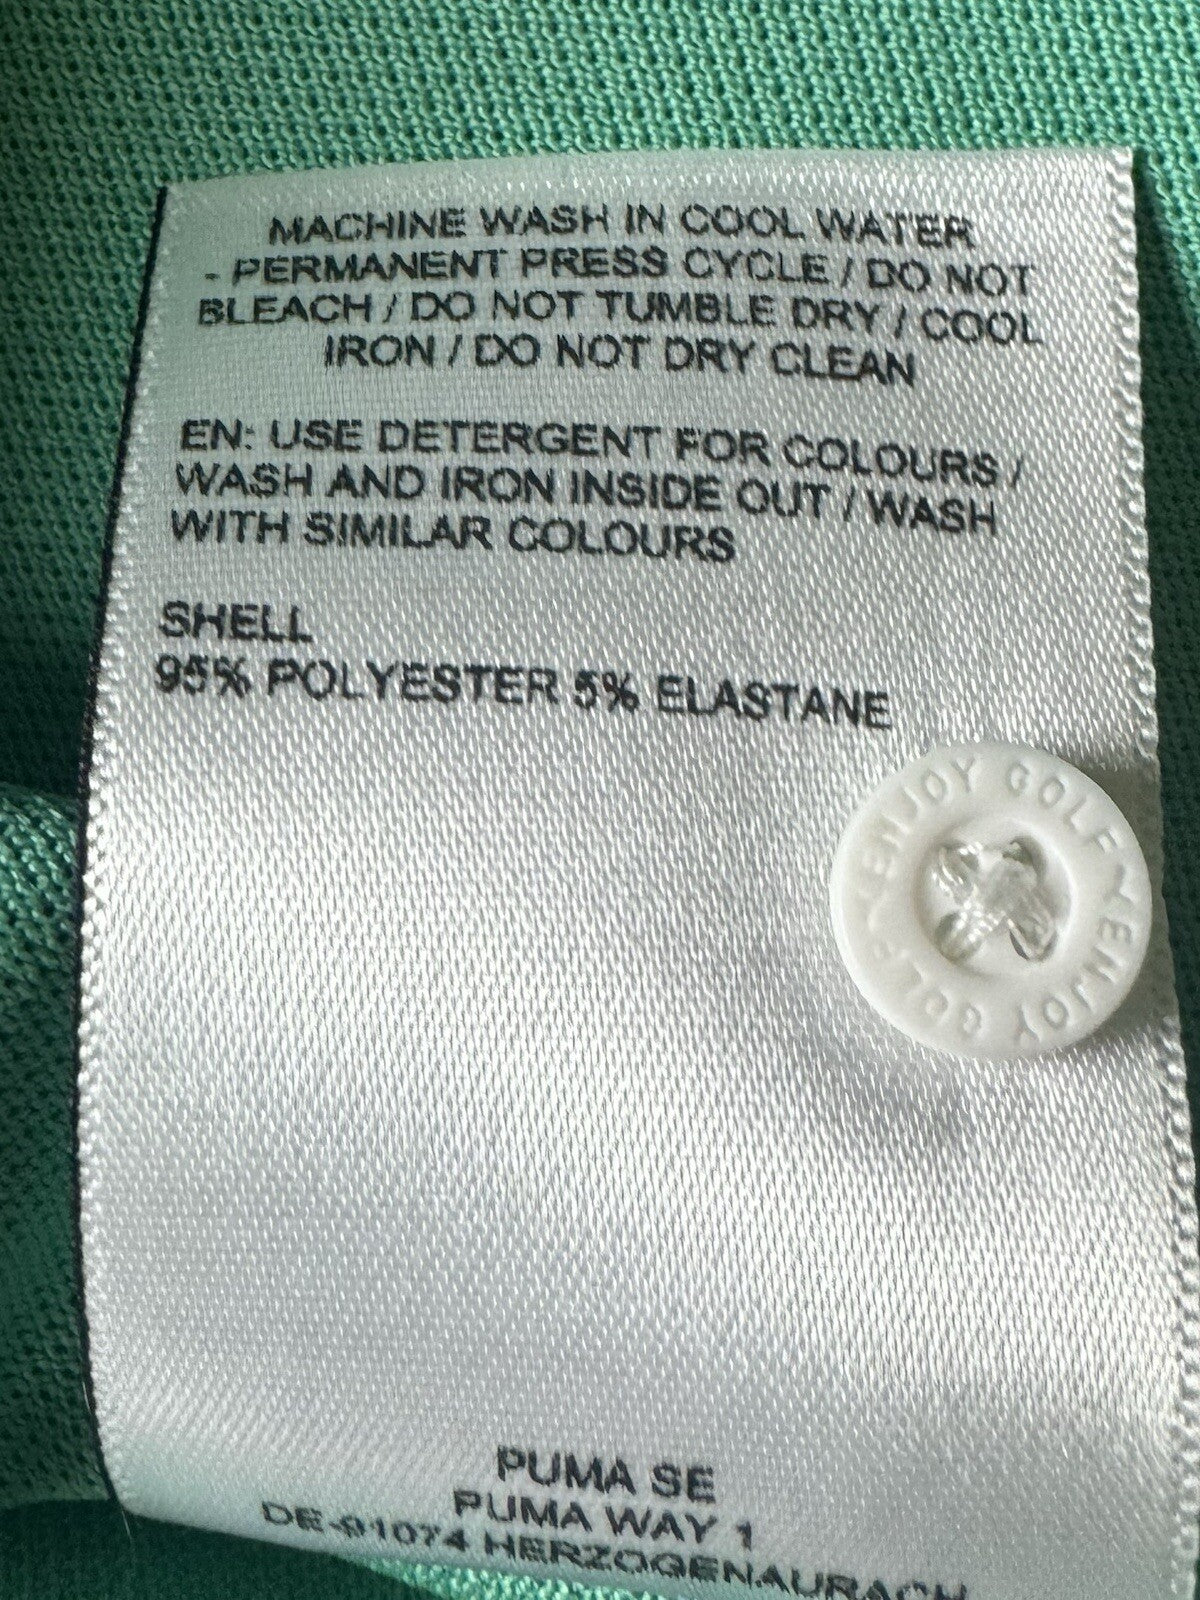 MACHINE WASH IN COOL WATER
- PERMANENT PRESS CYCLE / DO NOT
BLEACH / DO NOT TUMBLE DRY / COOL
IRON / DO NOT DRY CLEAN
EN: USE DETERGENT FOR COLOURS /
WASH AND IRON INSIDE OUT / WASH
WITH SIMILAR COLOURS
SHELL
95% POLYESTER 5% ELASTANE
ENJOY GOLF ENJOY GOLF
PUMA SE
PUMA WAY 1
DE-91074 HERZOGENAURACH